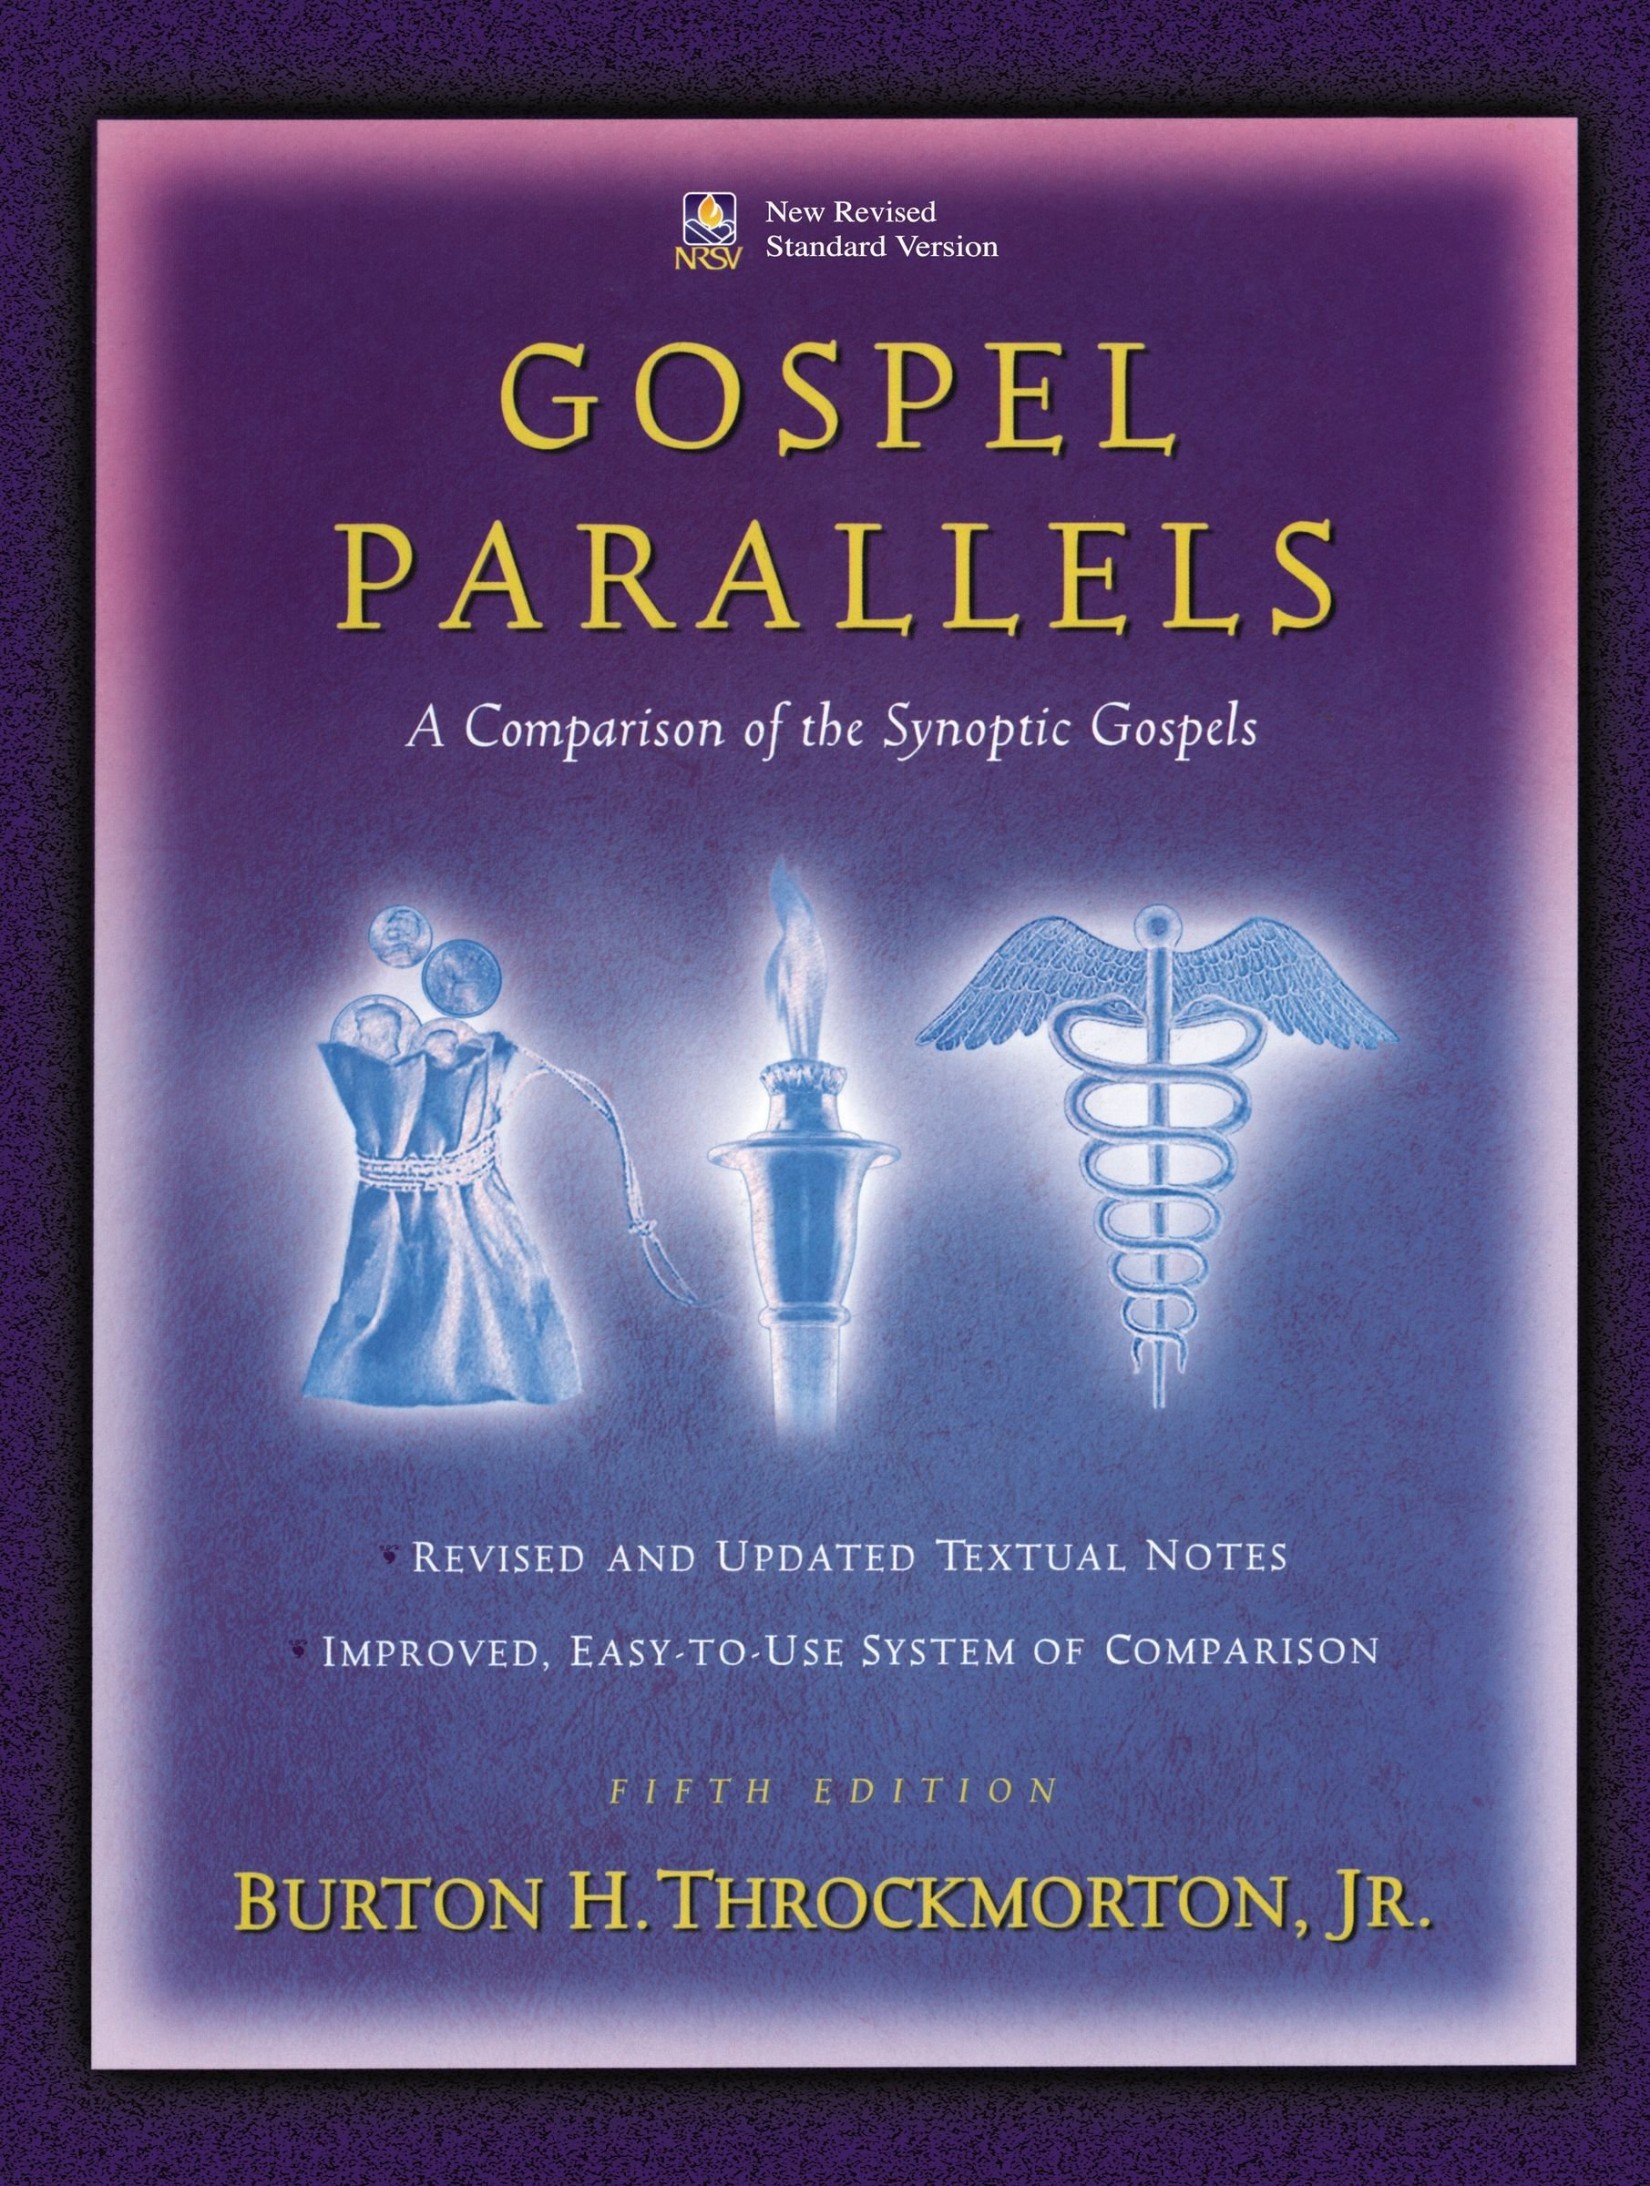 NRSV
New Revised
Standard Version
GOSPEL
PARALLELS
A Comparison of the Synoptic Gospels
REVISED AND UPDATED TEXTUAL NOTES
IMPROVED, EASY-TO-USE SYSTEM OF COMPARISON
FIFTH EDITION
BURTON H. THROCKMORTON, JR.